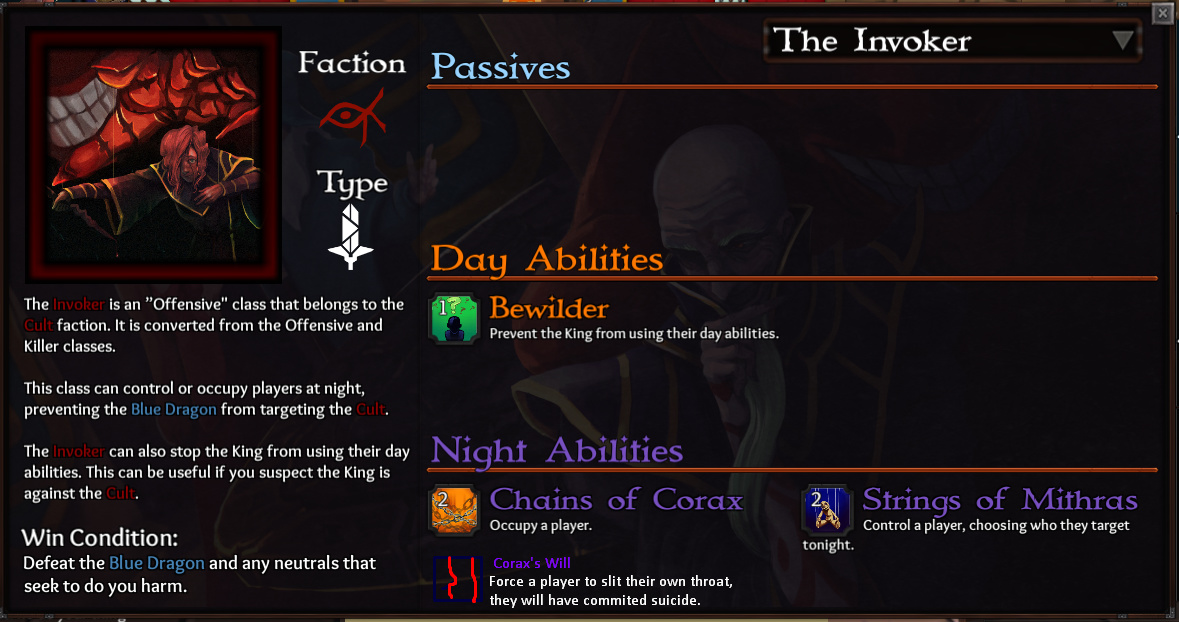 The Invoker
Faction
Type
The Invoker is an ”Offensive" class that belongs to the
Cult faction. It is converted from the Offensive and
Killer classes.
This class can control or occupy players at night,
preventing the Blue Dragon from targeting the Cult.
The Invoker can also stop the King from using their day
abilities. This can be useful if you suspect the King is
against the Cult.
Win Condition:
Defeat the Blue Dragon and any neutrals that
seek to do you harm.
Passives
Day Abilities
1?
Bewilder
Prevent the King from using their day abilities.
Night Abilities
2
Chains of Corax
Occupy a player.
2
Strings of Mithras
Control a player, choosing who they target
tonight.
Corax's Will
Force a player to slit their own throat,
they will have commited suicide.